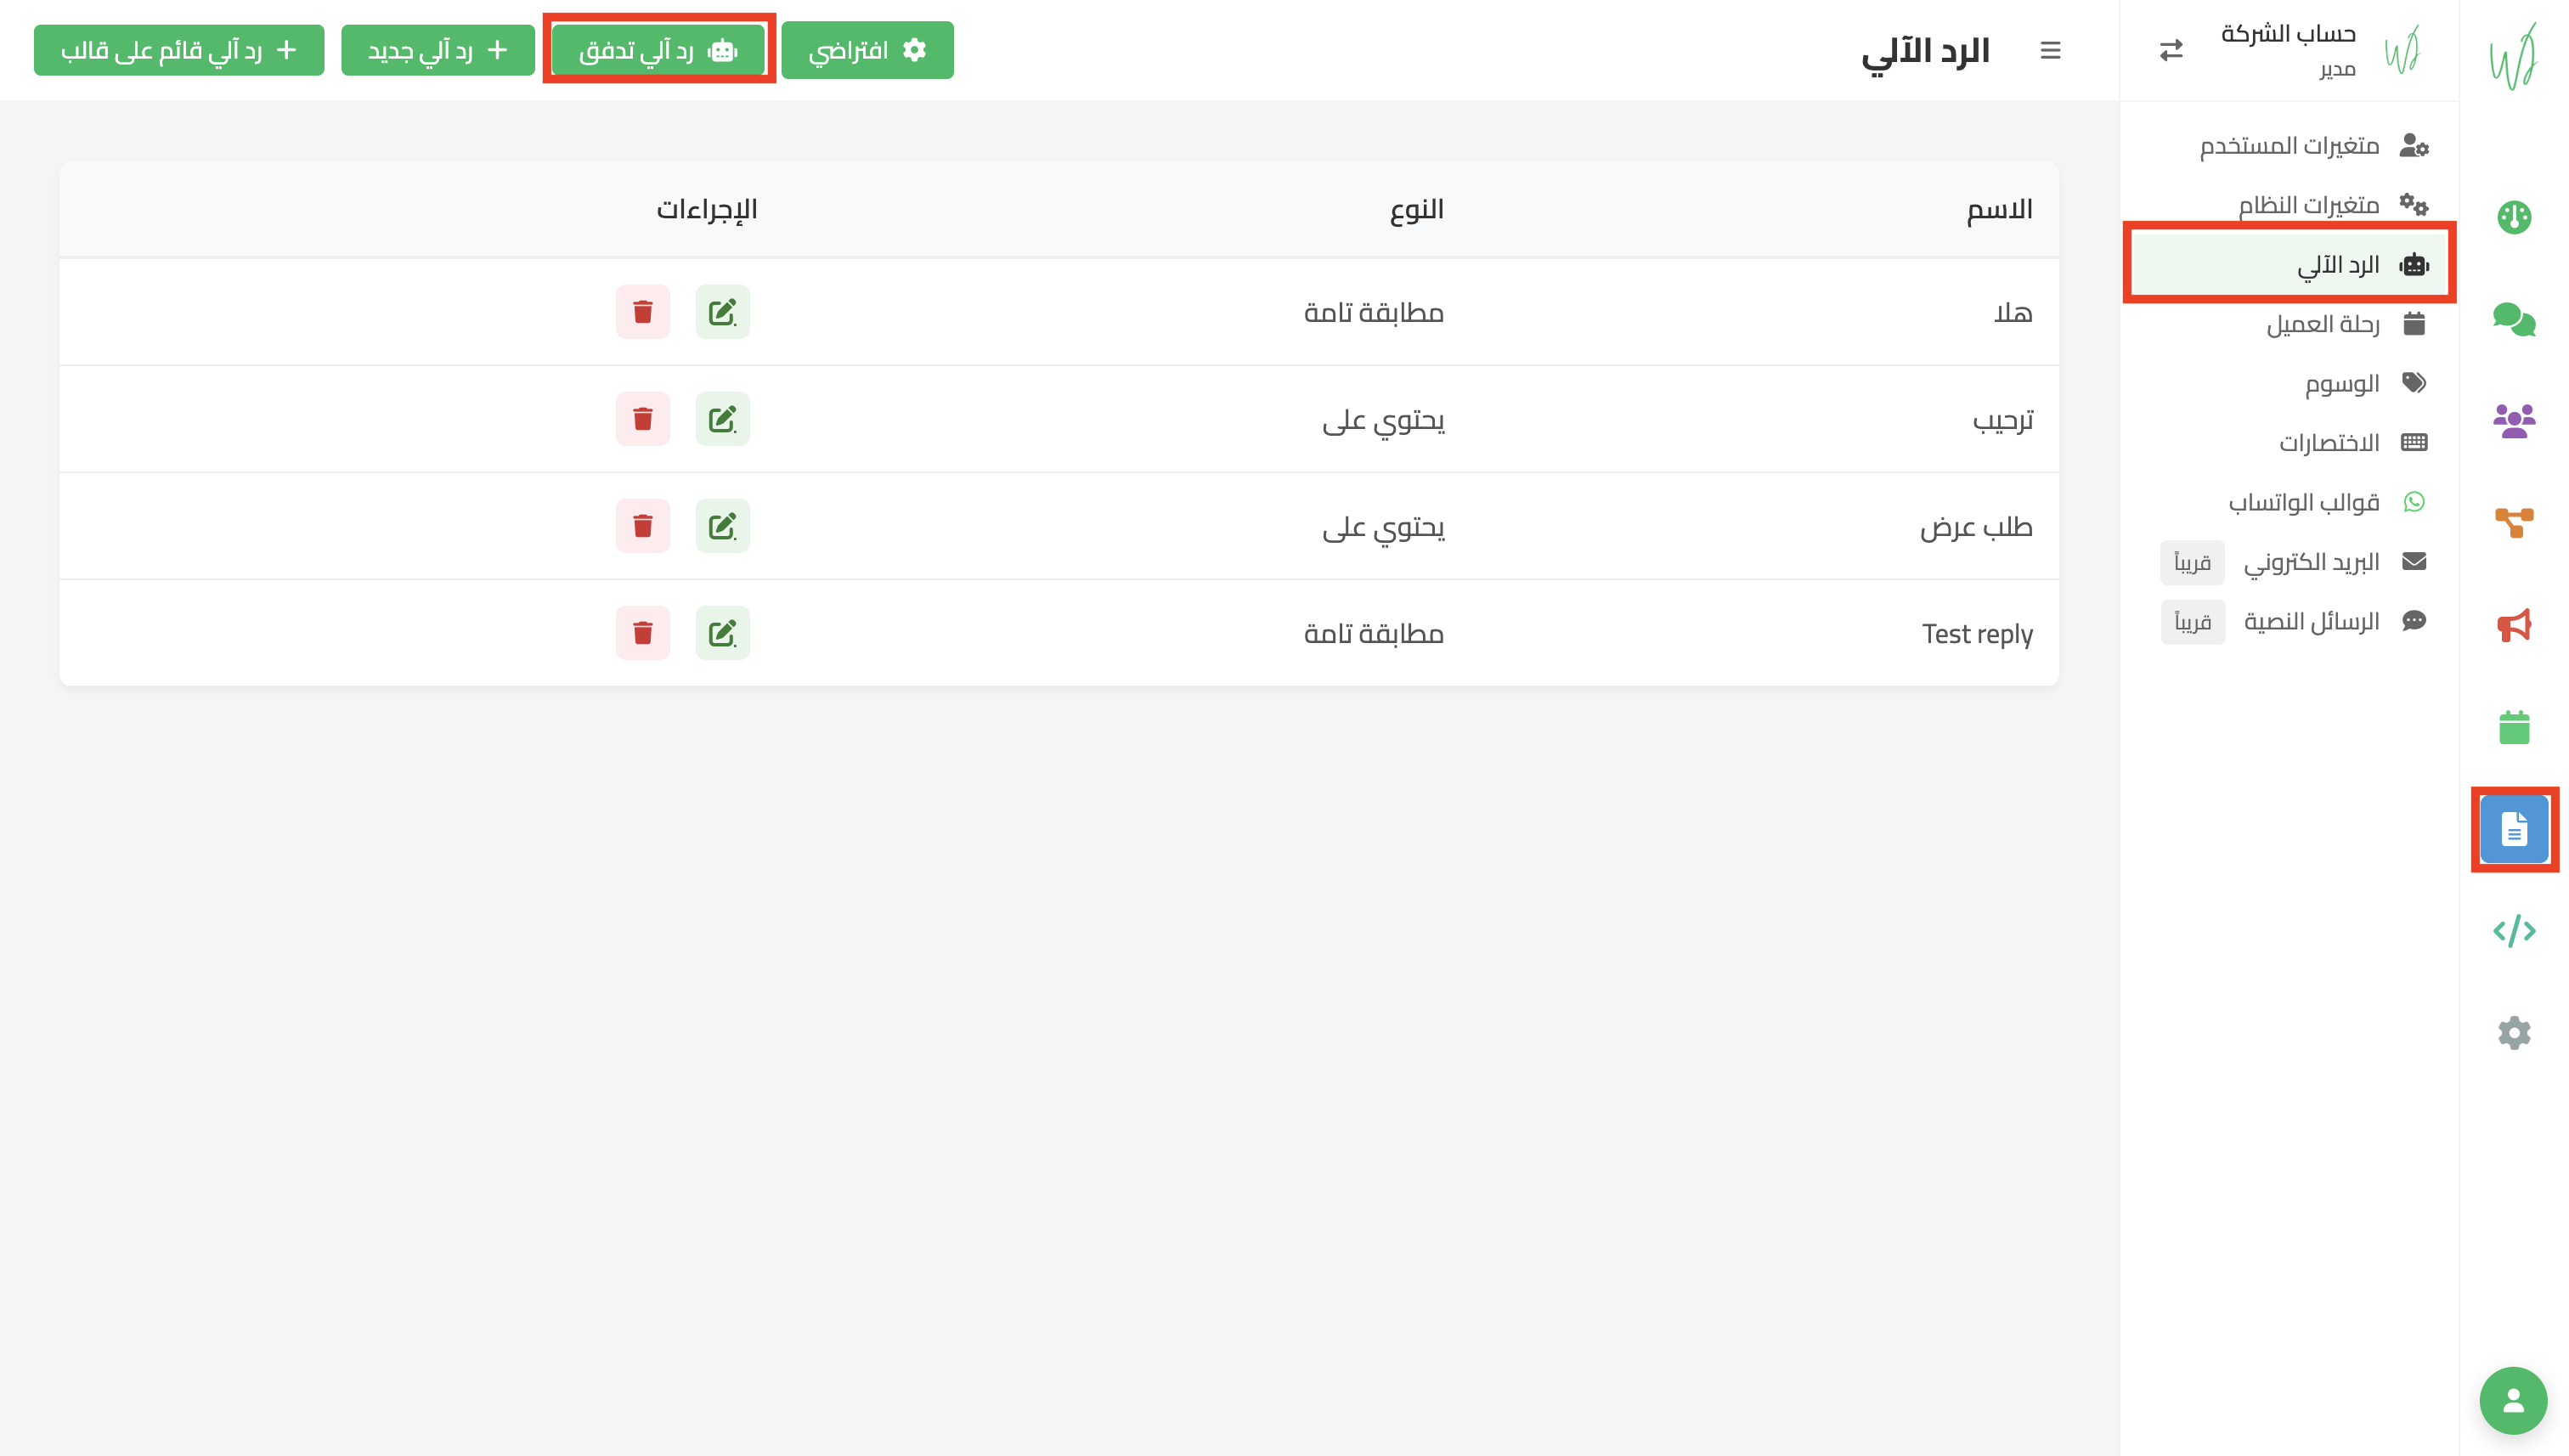 حساب الشركة
مدير
متغيرات المستخدم
متغيرات النظام
الرد الآلي
رحلة العميل
الوسوم
الاختصارات
قوالب الواتساب
البريد الكتروني قريباً
الرسائل النصية قريباً
الرد الآلي
افتراضي
رد آلي تدفق
رد آلي جديد
رد آلي قائم على قالب
الاسم النوع الإجراءات
هلا مطابقة تامة
ترحيب يحتوي على
طلب عرض يحتوي على
Test reply مطابقة تامة